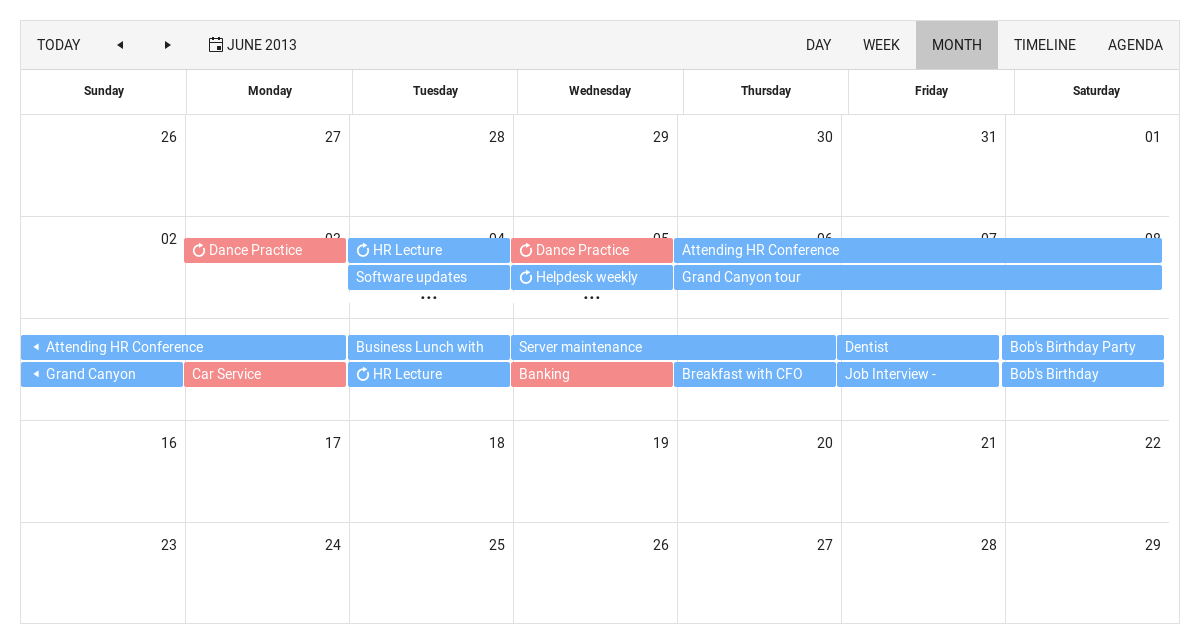 TODAY JUNE 2013 DAY WEEK MONTH TIMELINE AGENDA
Sunday Monday Tuesday Wednesday Thursday Friday Saturday
26 27 28 29 30 31 01
02 03 04 05 06 07 08
Dance Practice HR Lecture Dance Practice Attending HR Conference
Software updates Helpdesk weekly Grand Canyon tour
...  ...
Attending HR Conference Business Lunch with Server maintenance Dentist Bob's Birthday Party
Grand Canyon Car Service HR Lecture Banking Breakfast with CFO Job Interview - Bob's Birthday
16 17 18 19 20 21 22
23 24 25 26 27 28 29